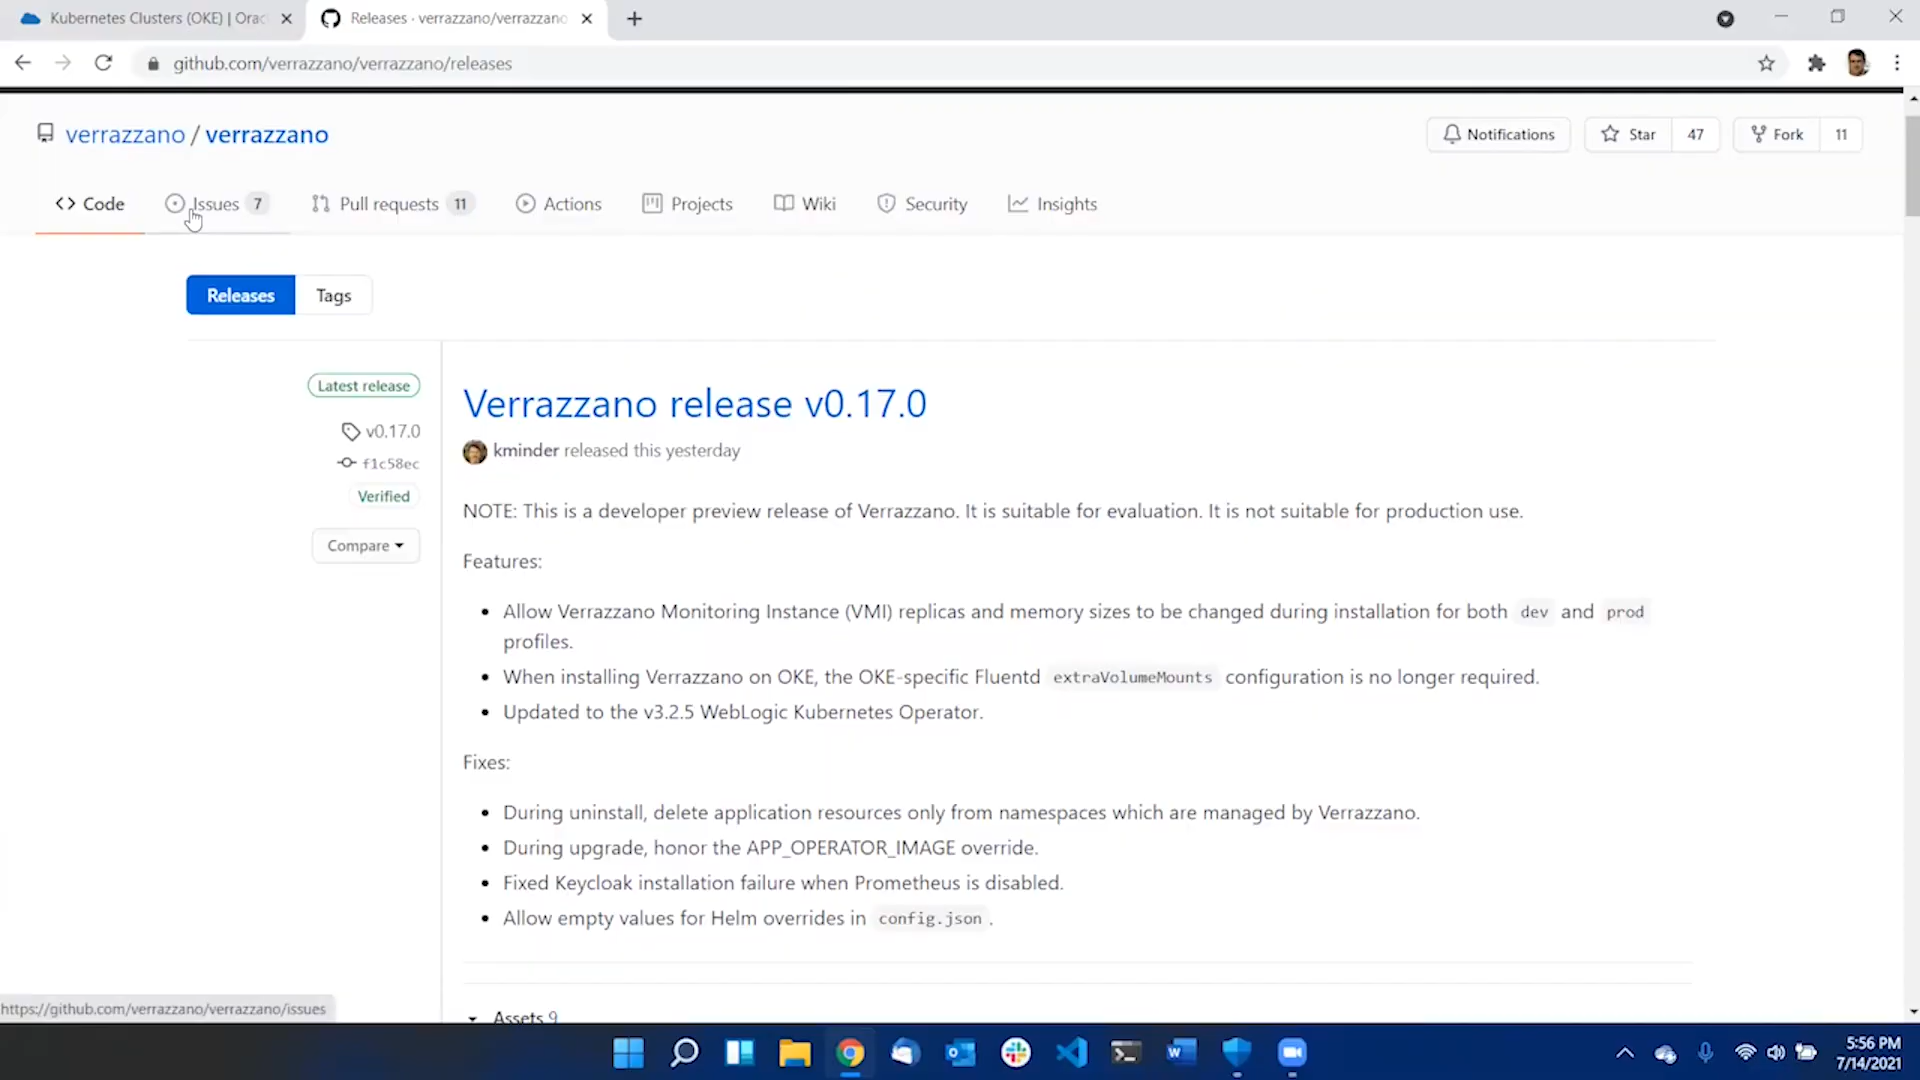 Kubernetes Clusters (OKE) | Orac
Releases · verrazzano/verrazzano
github.com/verrazzano/verrazzano/releases
verrazzano / verrazzano
Notifications
Star 47
Fork 11
Code
Issues 7
Pull requests 11
Actions
Projects
Wiki
Security
Insights
Releases
Tags
Latest release
v0.17.0
f1c58ec
Verified
Compare
Verrazzano release v0.17.0
kminder released this yesterday
NOTE: This is a developer preview release of Verrazzano. It is suitable for evaluation. It is not suitable for production use.
Features:
Allow Verrazzano Monitoring Instance (VMI) replicas and memory sizes to be changed during installation for both dev and prod
profiles.
When installing Verrazzano on OKE, the OKE-specific Fluentd extraVolumeMounts configuration is no longer required.
Updated to the v3.2.5 WebLogic Kubernetes Operator.
Fixes:
During uninstall, delete application resources only from namespaces which are managed by Verrazzano.
During upgrade, honor the APP_OPERATOR_IMAGE override.
Fixed Keycloak installation failure when Prometheus is disabled.
Allow empty values for Helm overrides in config.json.
Assets 9
https://github.com/verrazzano/verrazzano/issues
5:56 PM
7/14/2021